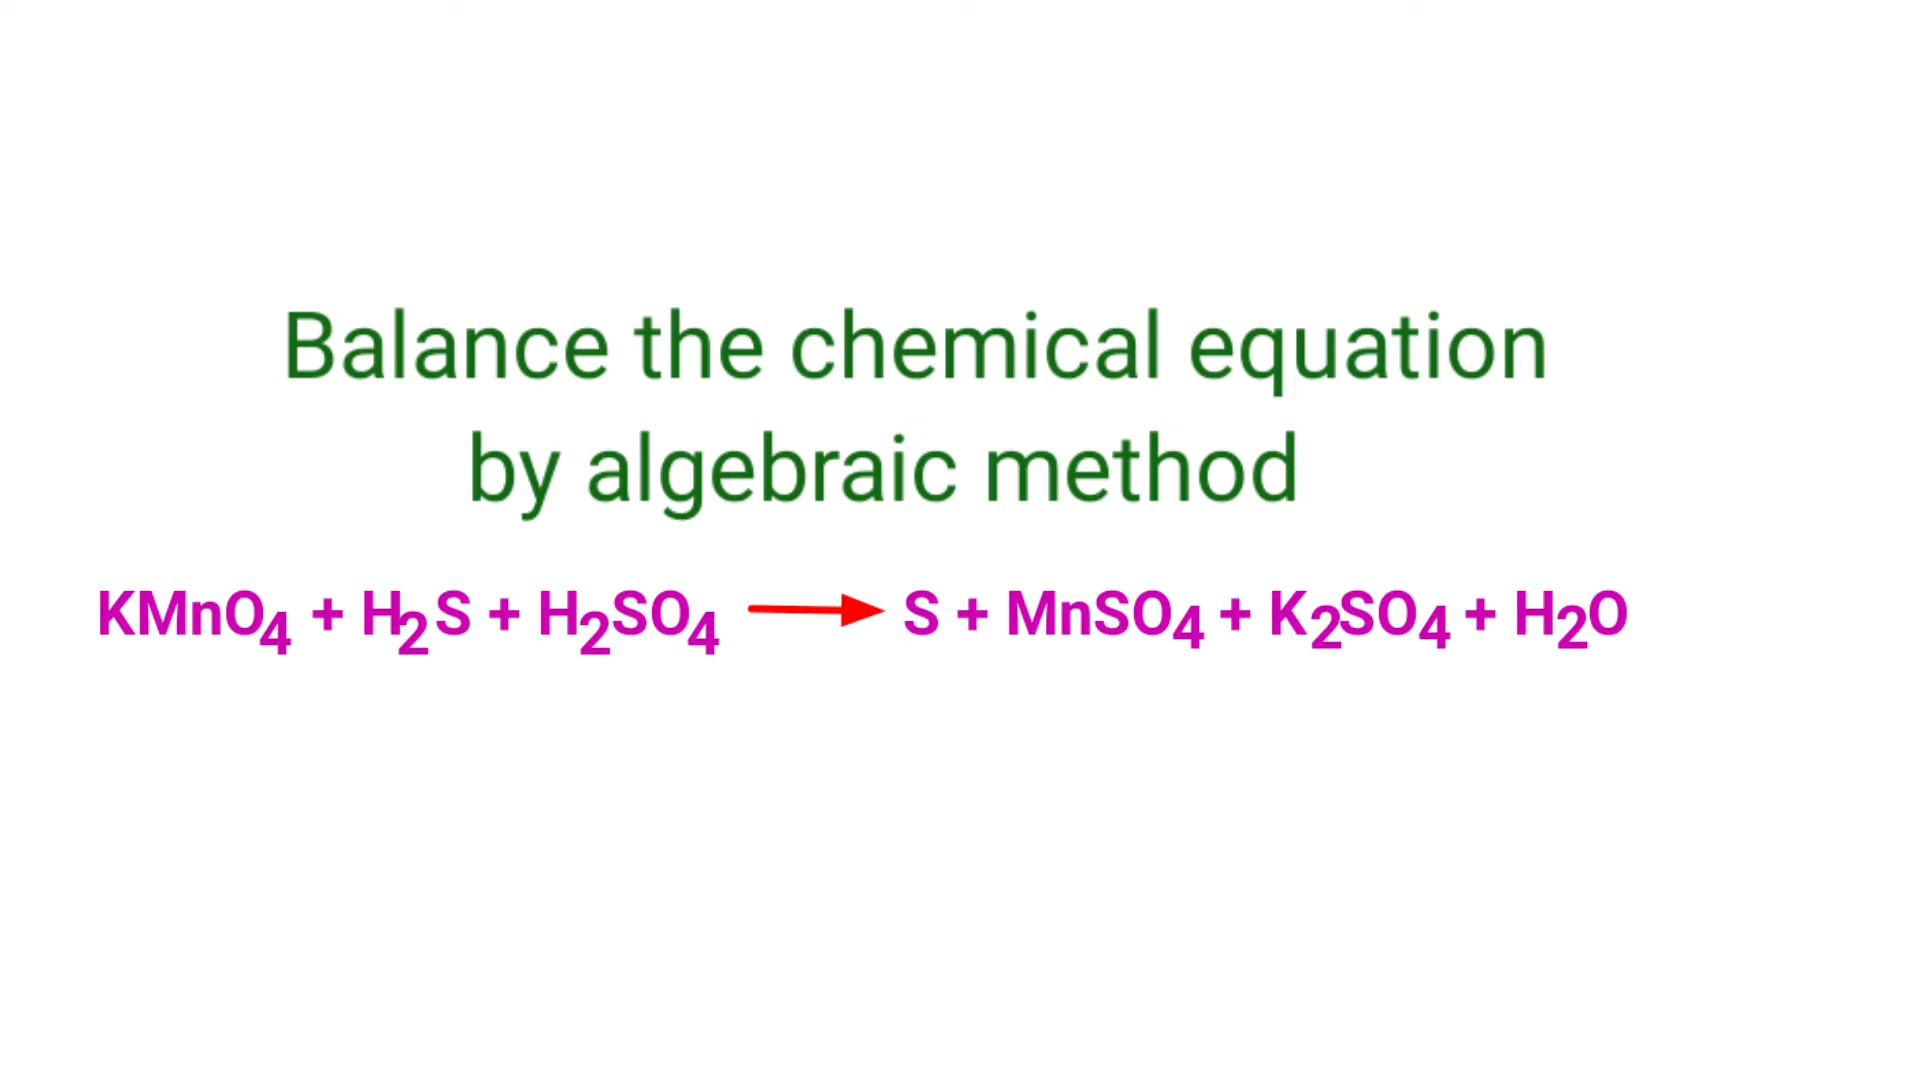 Balance the chemical equation
by algebraic method
KMnO₄ + H₂S + H₂SO₄ → S + MnSO₄ + K₂SO₄ + H₂O